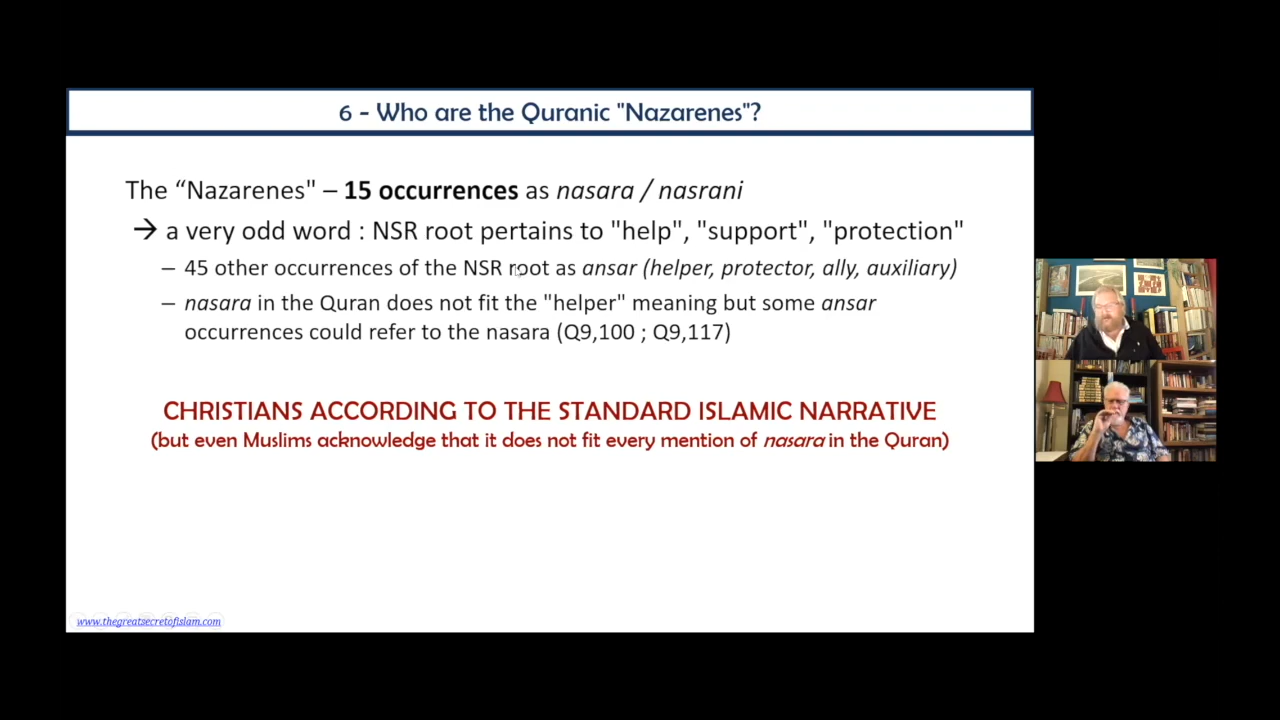 6 - Who are the Quranic "Nazarenes"?
The “Nazarenes" – 15 occurrences as nasara / nasrani
→ a very odd word : NSR root pertains to "help", "support", "protection"
– 45 other occurrences of the NSR root as ansar (helper, protector, ally, auxiliary)
– nasara in the Quran does not fit the "helper" meaning but some ansar
occurrences could refer to the nasara (Q9,100 ; Q9,117)
CHRISTIANS ACCORDING TO THE STANDARD ISLAMIC NARRATIVE
(but even Muslims acknowledge that it does not fit every mention of nasara in the Quran)
www.thegreatsecretofislam.com